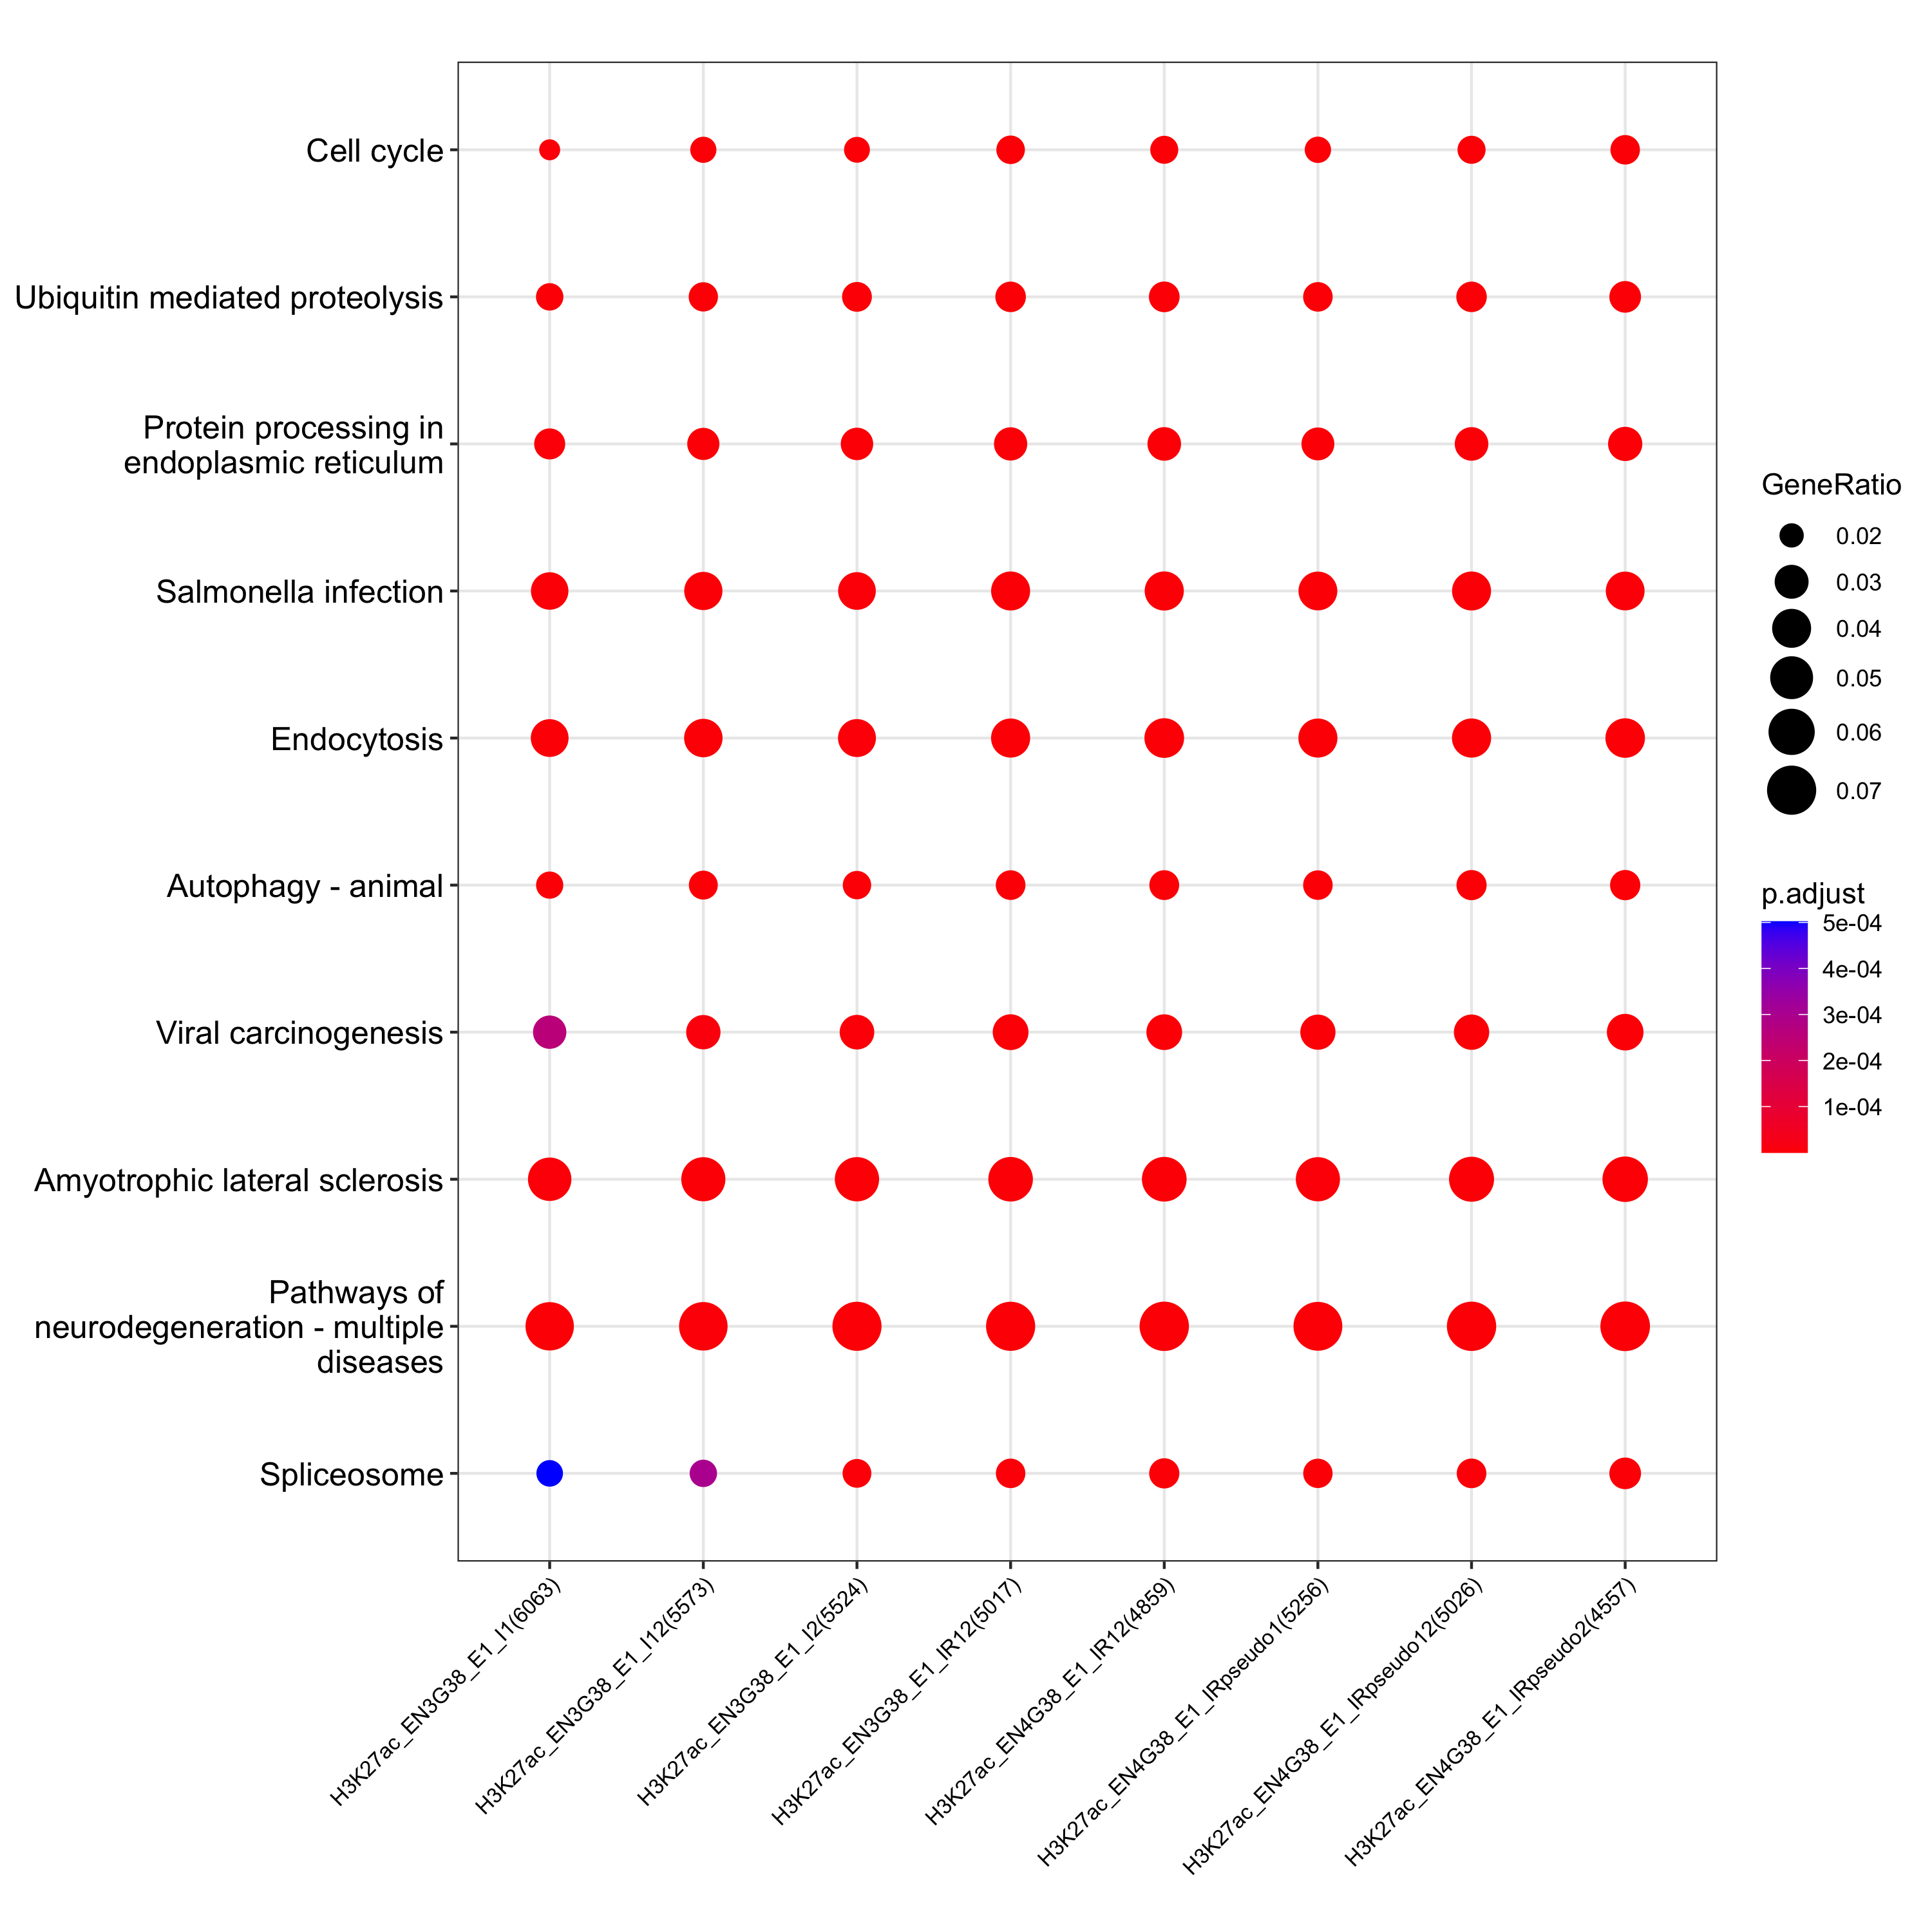 Cell cycle
Ubiquitin mediated proteolysis
Protein processing in
endoplasmic reticulum
Salmonella infection
Endocytosis
Autophagy - animal
Viral carcinogenesis
Amyotrophic lateral sclerosis
Pathways of
neurodegeneration - multiple
diseases
Spliceosome
H3K27ac_EN3G38_E1_I1(6063)
H3K27ac_EN3G38_E1_I12(5573)
H3K27ac_EN3G38_E1_I2(5524)
H3K27ac_EN3G38_E1_IR12(5017)
H3K27ac_EN4G38_E1_IR12(4859)
H3K27ac_EN4G38_E1_IRpseudo1(5256)
H3K27ac_EN4G38_E1_IRpseudo12(5026)
H3K27ac_EN4G38_E1_IRpseudo2(4557)
GeneRatio
0.02
0.03
0.04
0.05
0.06
0.07
p.adjust
5e-04
4e-04
3e-04
2e-04
1e-04